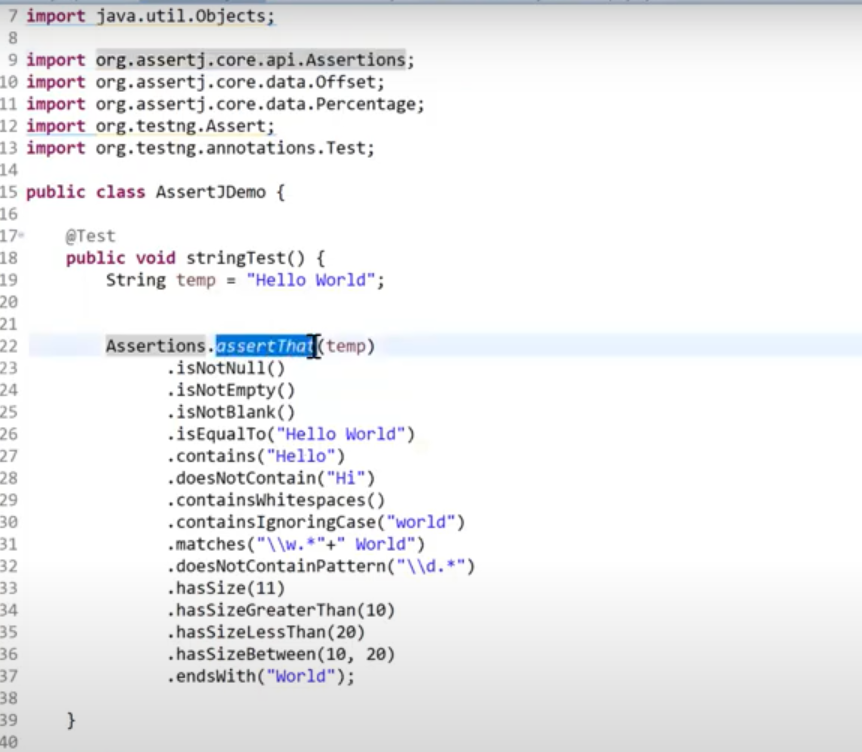 7 import java.util.Objects;
8
9 import org.assertj.core.api.Assertions;
10 import org.assertj.core.data.Offset;
11 import org.assertj.core.data.Percentage;
12 import org.testng.Assert;
13 import org.testng.annotations.Test;
14
15 public class AssertJDemo {
16
17 @Test
18 public void stringTest() {
19 String temp = "Hello World";
20
21
22 Assertions.assertThat(temp)
23 .isNotNull()
24 .isNotEmpty()
25 .isNotBlank()
26 .isEqualTo("Hello World")
27 .contains("Hello")
28 .doesNotContain("Hi")
29 .containsWhitespaces()
30 .containsIgnoringCase("world")
31 .matches("\\w.*"+" World")
32 .doesNotContainPattern("\\d.*")
33 .hasSize(11)
34 .hasSizeGreaterThan(10)
35 .hasSizeLessThan(20)
36 .hasSizeBetween(10, 20)
37 .endsWith("World");
38
39 }
40